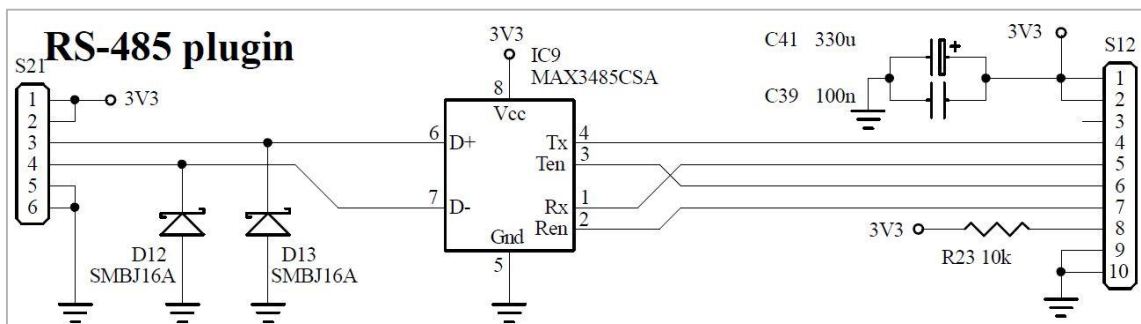 RS-485 plugin
S21
1
2
3
4
5
6
3V3
D12
SMBJ16A
D13
SMBJ16A
3V3
IC9
MAX3485CSA
8
Vcc
6 D+
7 D-
Tx 4
Ten 3
Rx 1
Ren 2
Gnd
5
C41 330u
+
C39 100n
3V3
S12
1
2
3
4
5
6
7
8
9
10
3V3
R23 10k